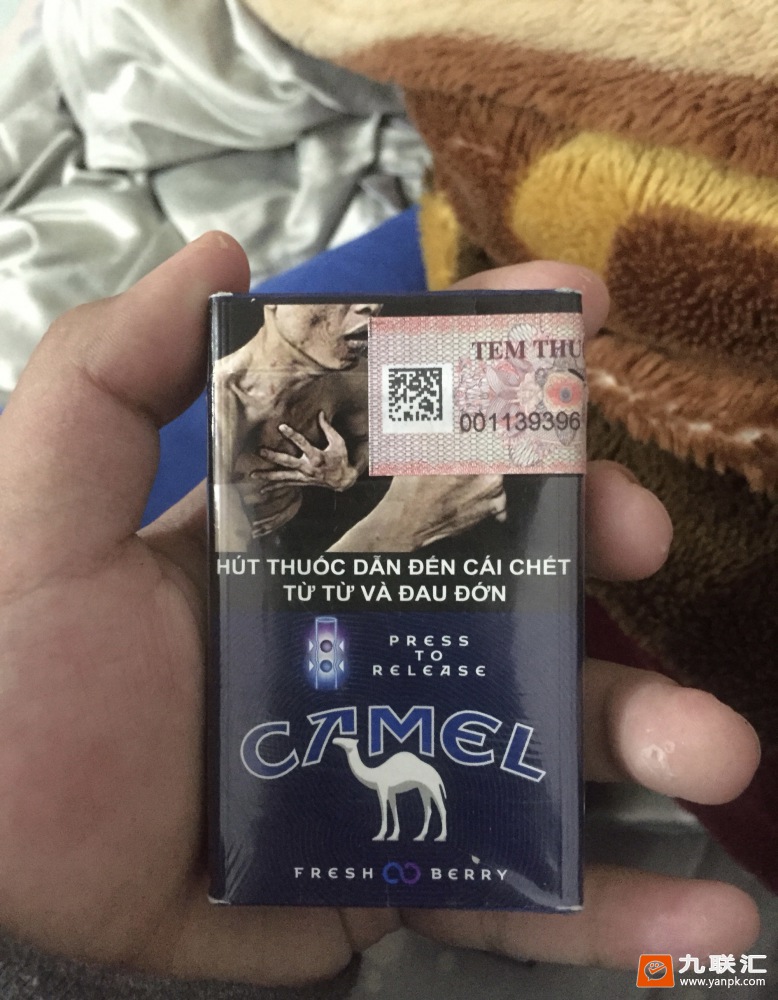 TEM THU
001139396
HÚT THUỐC DẪN ĐẾN CÁI CHẾT
TỪ TỪ VÀ ĐAU ĐỚN
PRESS
TO
RELEASE
CAMEL
FRESH BERRY
九联汇
www.yanpk.com